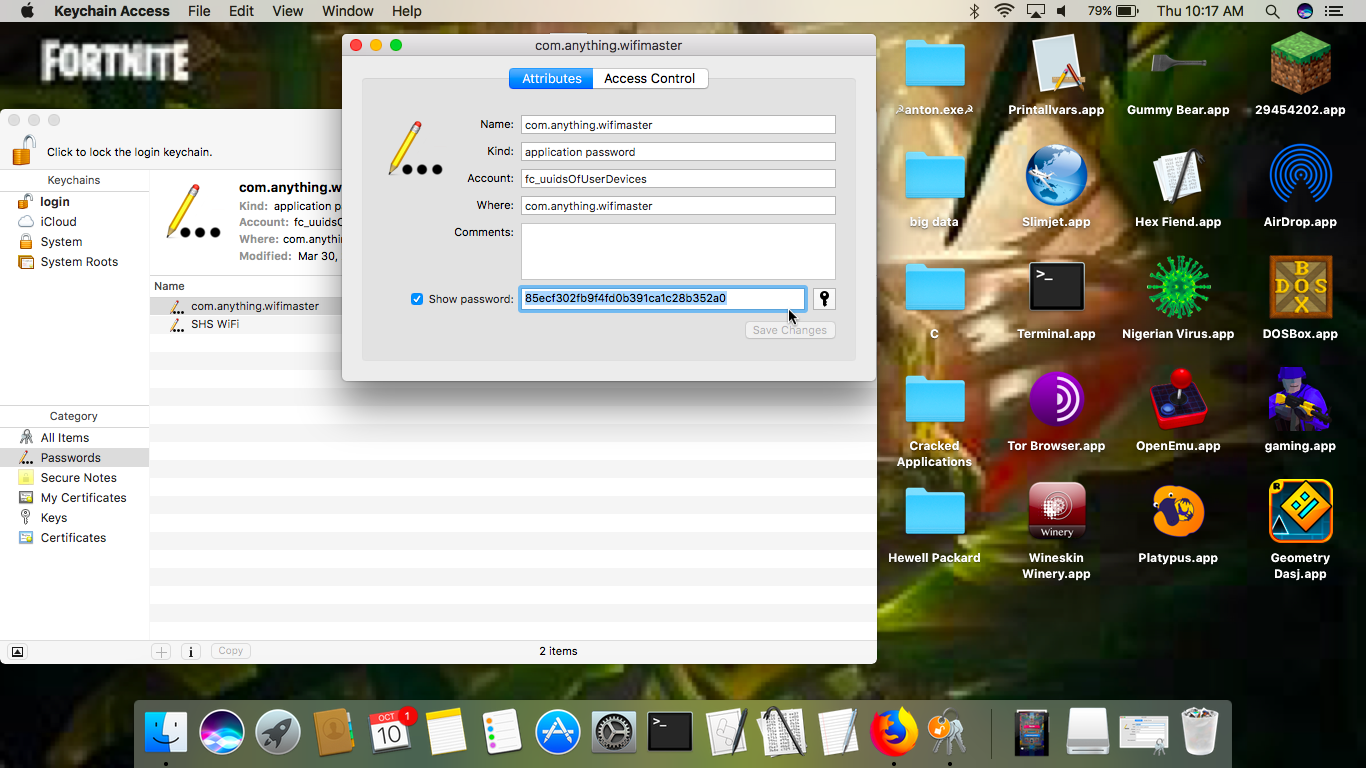 Keychain Access File Edit View Window Help 79% Thu 10:17 AM
FORTNITE
com.anything.wifimaster
Attributes Access Control
Name: com.anything.wifimaster
Kind: application password
Account: fc_uuidsOfUserDevices
Where: com.anything.wifimaster
Comments:
Show password: 85ecf302fb9f4fd0b391ca1c28b352a0
Save Changes
Click to lock the login keychain.
Keychains
login
iCloud
System
System Roots
com.anything.w
Kind: application p
Account: fc_uuidsO
Where: com.anythin
Modified: Mar 30,
Name
com.anything.wifimaster
SHS WiFi
Category
All Items
Passwords
Secure Notes
My Certificates
Keys
Certificates
Copy
2 items
☭anton.exe☭ Printallvars.app Gummy Bear.app 29454202.app
big data Slimjet.app Hex Fiend.app AirDrop.app
>_
BOS
DOX
C Terminal.app Nigerian Virus.app DOSBox.app
Cracked Applications Tor Browser.app OpenEmu.app gaming.app
Winery
R
Hewell Packard Wineskin Winery.app Platypus.app Geometry Dasj.app
OCT
10
1
>_